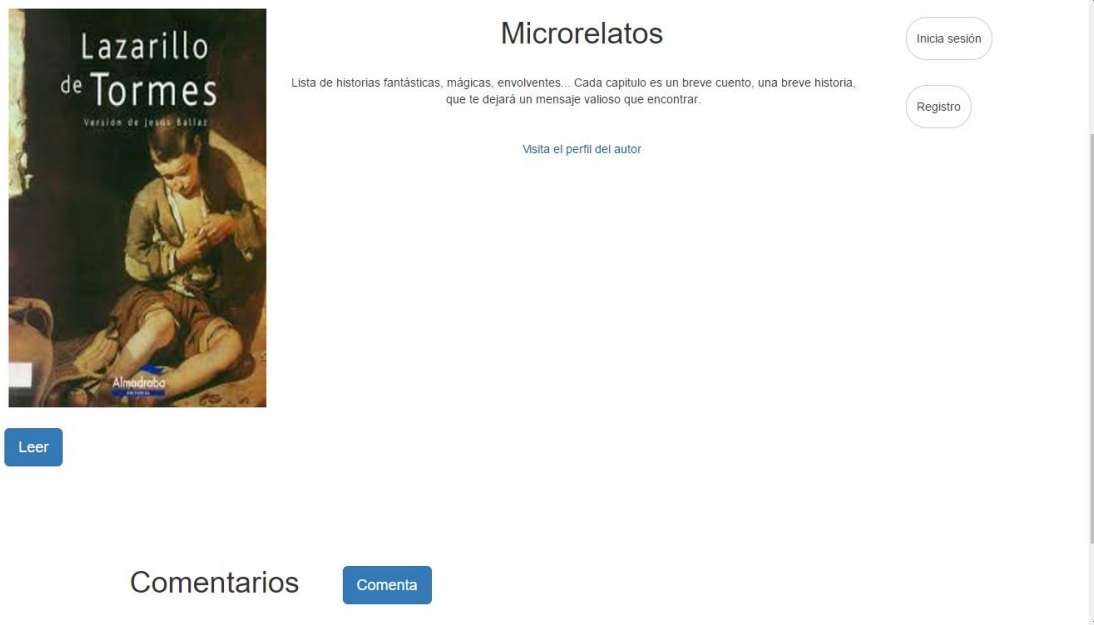 Lazarillo
de Tormes
Versión de Jesús Ballaz
Almadraba
EDITORIAL
Leer
Microrelatos
Lista de historias fantásticas, mágicas, envolventes... Cada capitulo es un breve cuento, una breve historia,
que te dejará un mensaje valioso que encontrar.
Visita el perfil del autor
Inicia sesión
Registro
Comentarios
Comenta